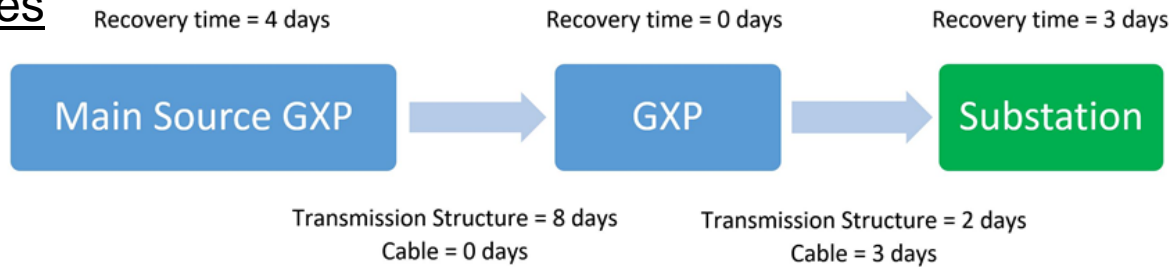 Recovery time = 4 days
Recovery time = 0 days
Recovery time = 3 days
Main Source GXP
GXP
Substation
Transmission Structure = 8 days
Cable = 0 days
Transmission Structure = 2 days
Cable = 3 days